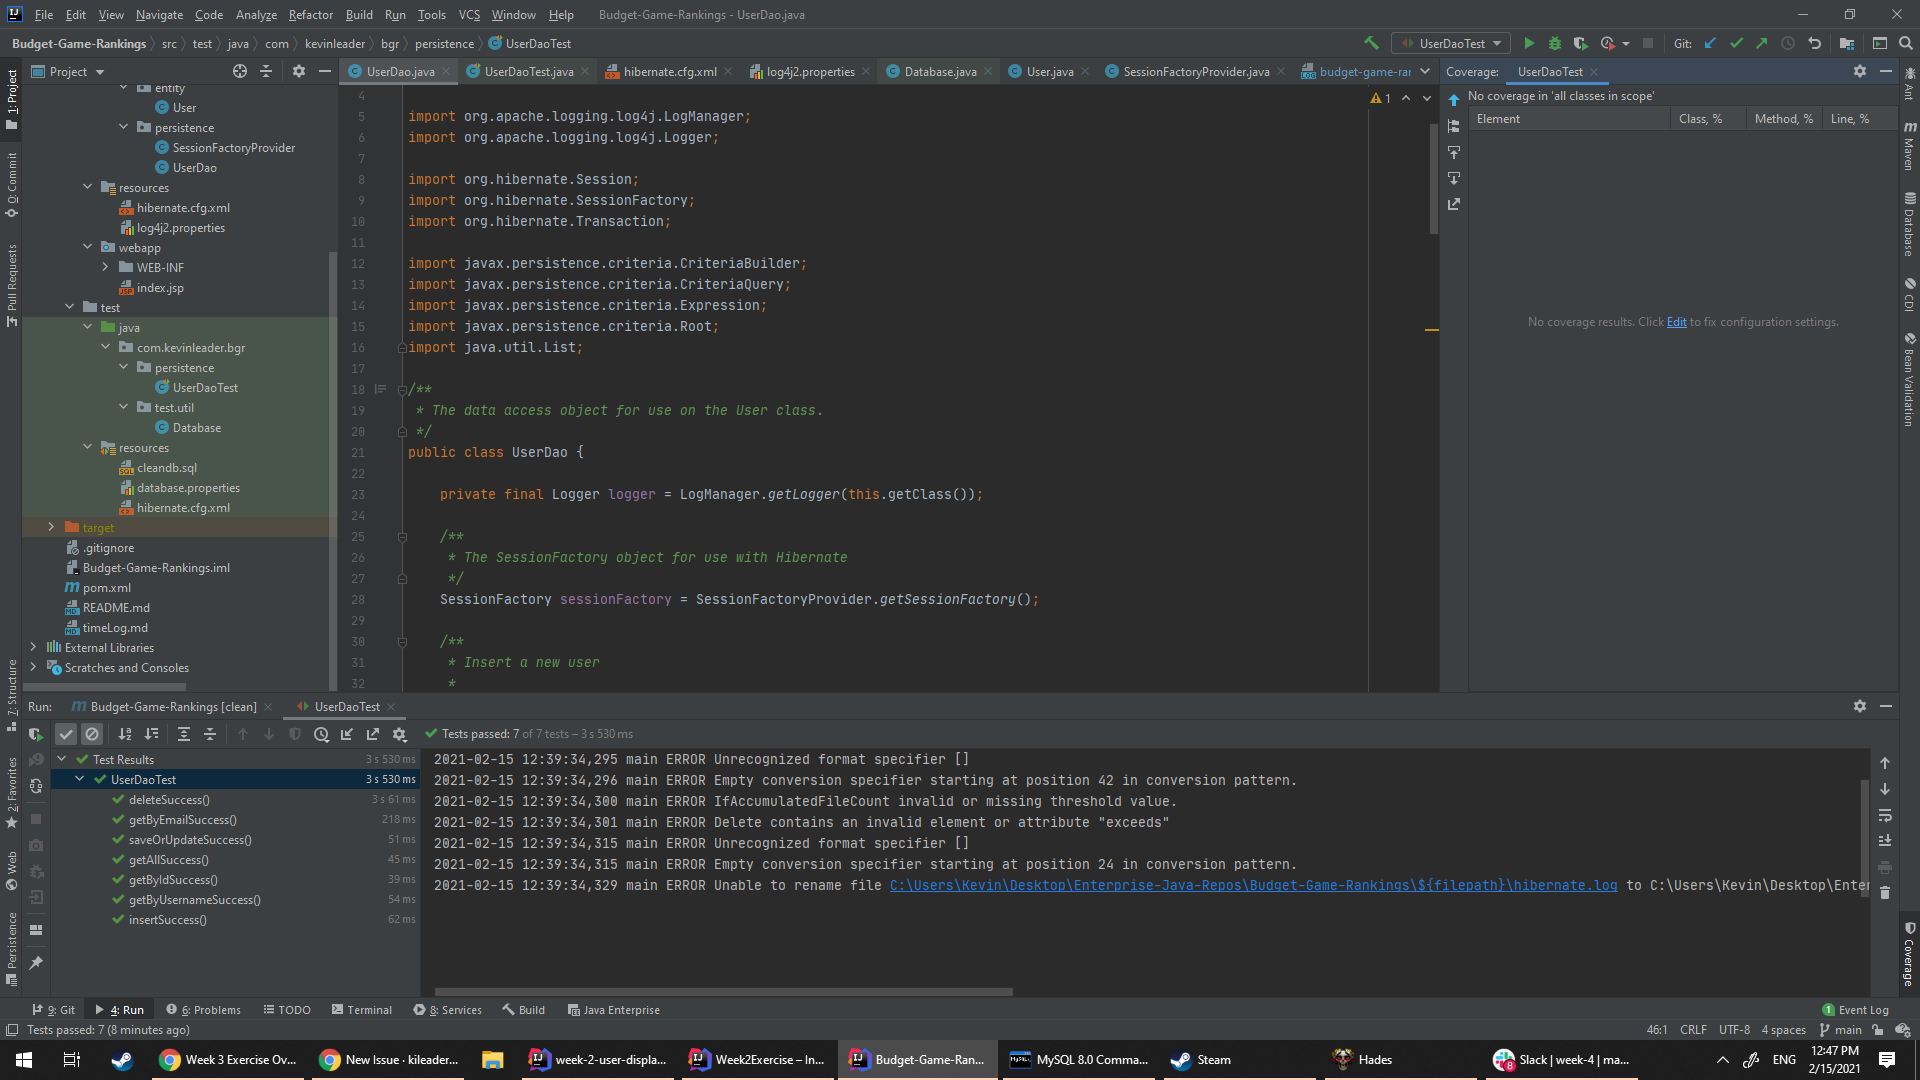 File Edit View Navigate Code Analyze Refactor Build Run Tools VCS Window Help Budget-Game-Rankings - UserDao.java
Budget-Game-Rankings src test java com kevinleader bgr persistence UserDaoTest
UserDaoTest Git:
Project
UserDao.java UserDaoTest.java hibernate.cfg.xml log4j2.properties Database.java User.java SessionFactoryProvider.java budget-game-rar
Coverage: UserDaoTest
1: Project
0: Commit
Pull Requests
7: Structure
2: Favorites
Web
Persistence
entity
User
persistence
SessionFactoryProvider
UserDao
resources
hibernate.cfg.xml
log4j2.properties
webapp
WEB-INF
index.jsp
test
java
com.kevinleader.bgr
persistence
UserDaoTest
test.util
Database
resources
cleandb.sql
database.properties
hibernate.cfg.xml
target
.gitignore
Budget-Game-Rankings.iml
pom.xml
README.md
timeLog.md
External Libraries
Scratches and Consoles
1
4
5 import org.apache.logging.log4j.LogManager;
6 import org.apache.logging.log4j.Logger;
7
8 import org.hibernate.Session;
9 import org.hibernate.SessionFactory;
10 import org.hibernate.Transaction;
11
12 import javax.persistence.criteria.CriteriaBuilder;
13 import javax.persistence.criteria.CriteriaQuery;
14 import javax.persistence.criteria.Expression;
15 import javax.persistence.criteria.Root;
16 import java.util.List;
17
18 /**
19 * The data access object for use on the User class.
20 */
21 public class UserDao {
22
23 private final Logger logger = LogManager.getLogger(this.getClass());
24
25 /**
26 * The SessionFactory object for use with Hibernate
27 */
28 SessionFactory sessionFactory = SessionFactoryProvider.getSessionFactory();
29
30 /**
31 * Insert a new user
32 *
No coverage in 'all classes in scope'
Element Class, % Method, % Line, %
No coverage results. Click Edit to fix configuration settings.
Ant
Maven
Database
CDI
Bean Validation
Coverage
Run: Budget-Game-Rankings [clean] UserDaoTest
Tests passed: 7 of 7 tests – 3 s 530 ms
Test Results 3 s 530 ms
UserDaoTest 3 s 530 ms
deleteSuccess() 3 s 61 ms
getByEmailSuccess() 218 ms
saveOrUpdateSuccess() 51 ms
getAllSuccess() 45 ms
getByIdSuccess() 39 ms
getByUsernameSuccess() 54 ms
insertSuccess() 62 ms
2021-02-15 12:39:34,295 main ERROR Unrecognized format specifier []
2021-02-15 12:39:34,296 main ERROR Empty conversion specifier starting at position 42 in conversion pattern.
2021-02-15 12:39:34,300 main ERROR IfAccumulatedFileCount invalid or missing threshold value.
2021-02-15 12:39:34,301 main ERROR Delete contains an invalid element or attribute "exceeds"
2021-02-15 12:39:34,315 main ERROR Unrecognized format specifier []
2021-02-15 12:39:34,315 main ERROR Empty conversion specifier starting at position 24 in conversion pattern.
2021-02-15 12:39:34,329 main ERROR Unable to rename file C:\Users\Kevin\Desktop\Enterprise-Java-Repos\Budget-Game-Rankings\${filepath}\hibernate.log to C:\Users\Kevin\Desktop\Enter
9: Git 4: Run 6: Problems TODO Terminal 8: Services Build Java Enterprise 1 Event Log
Tests passed: 7 (8 minutes ago) 46:1 CRLF UTF-8 4 spaces main
Week 3 Exercise Ov... New Issue · kileader... week-2-user-displa... Week2Exercise – In... Budget-Game-Ran... MySQL 8.0 Comma... Steam Hades Slack | week-4 | ma... ENG 12:47 PM
2/15/2021
8